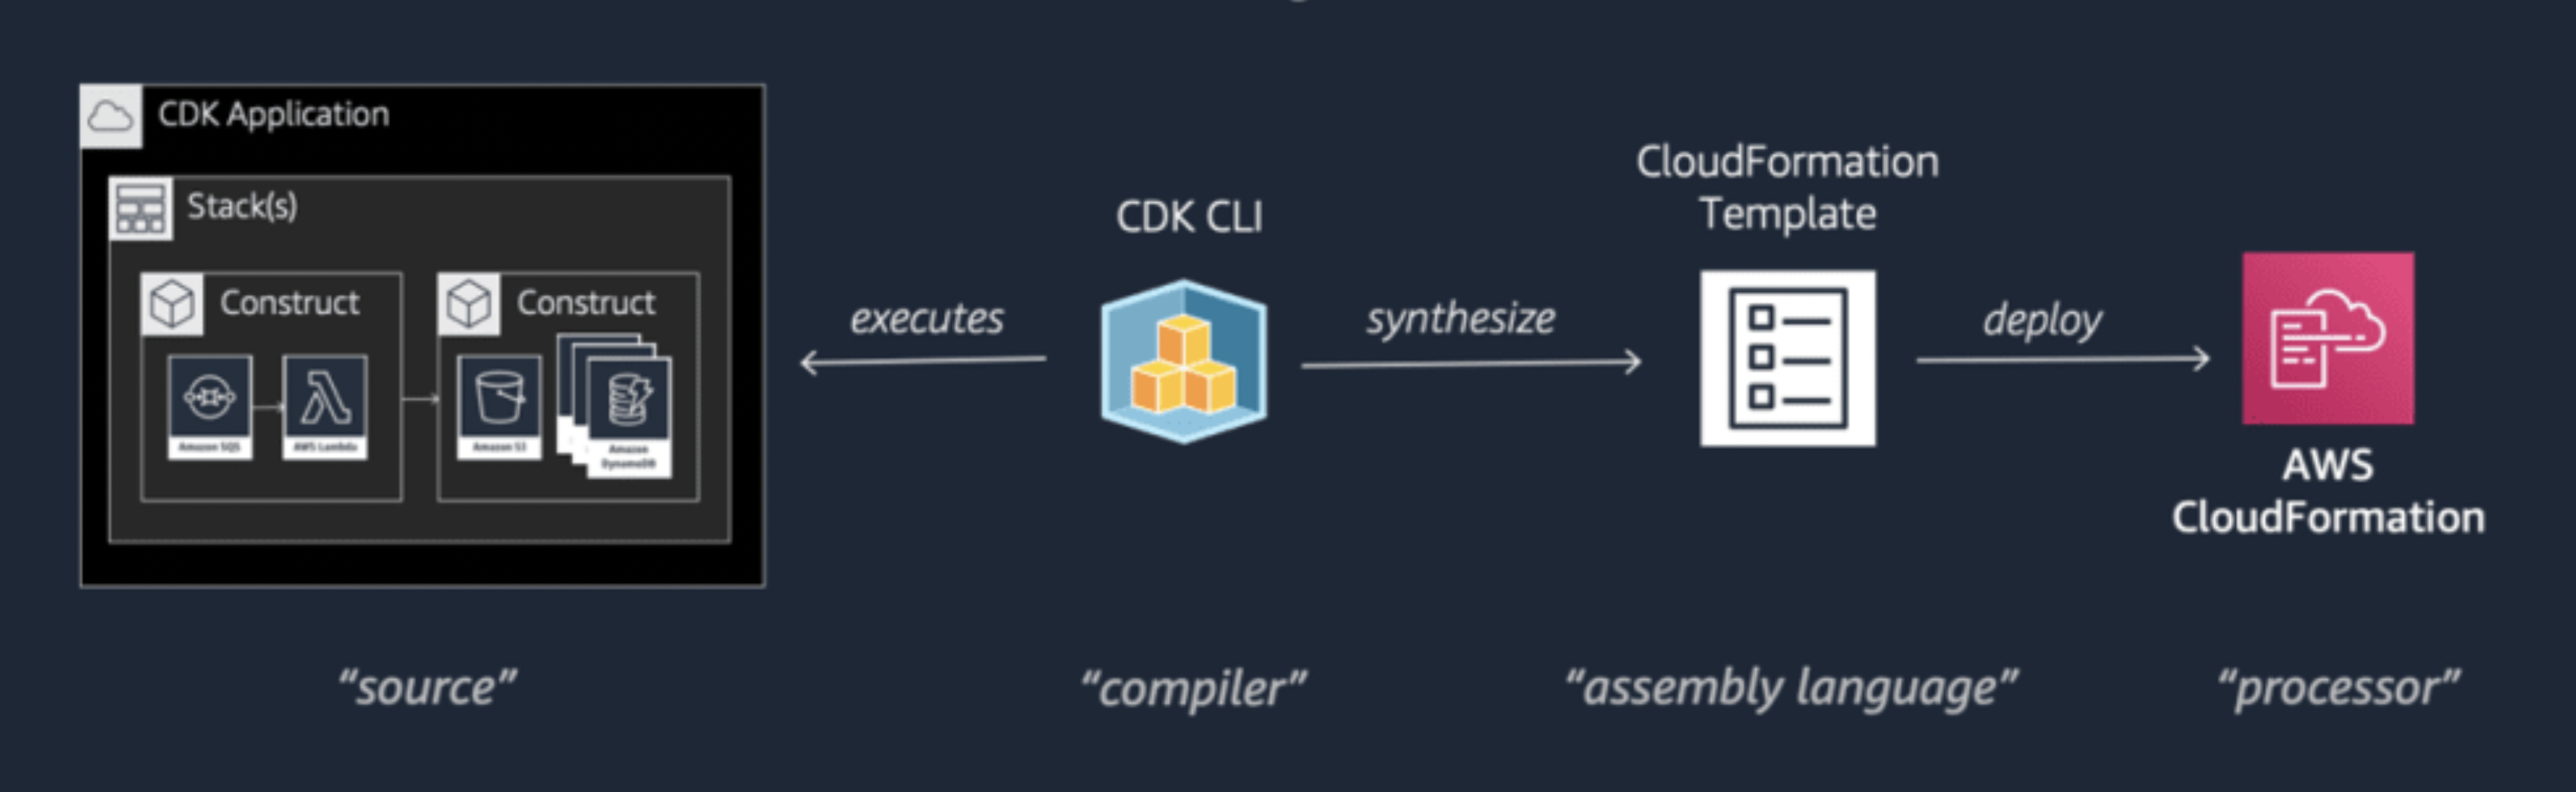 CDK Application
Stack(s)
Construct
Construct
Amazon SQS
AWS Lambda
Amazon S3
Amazon
DynamoDB
executes
CDK CLI
synthesize
CloudFormation
Template
deploy
AWS
CloudFormation
“source”
“compiler”
“assembly language”
“processor”